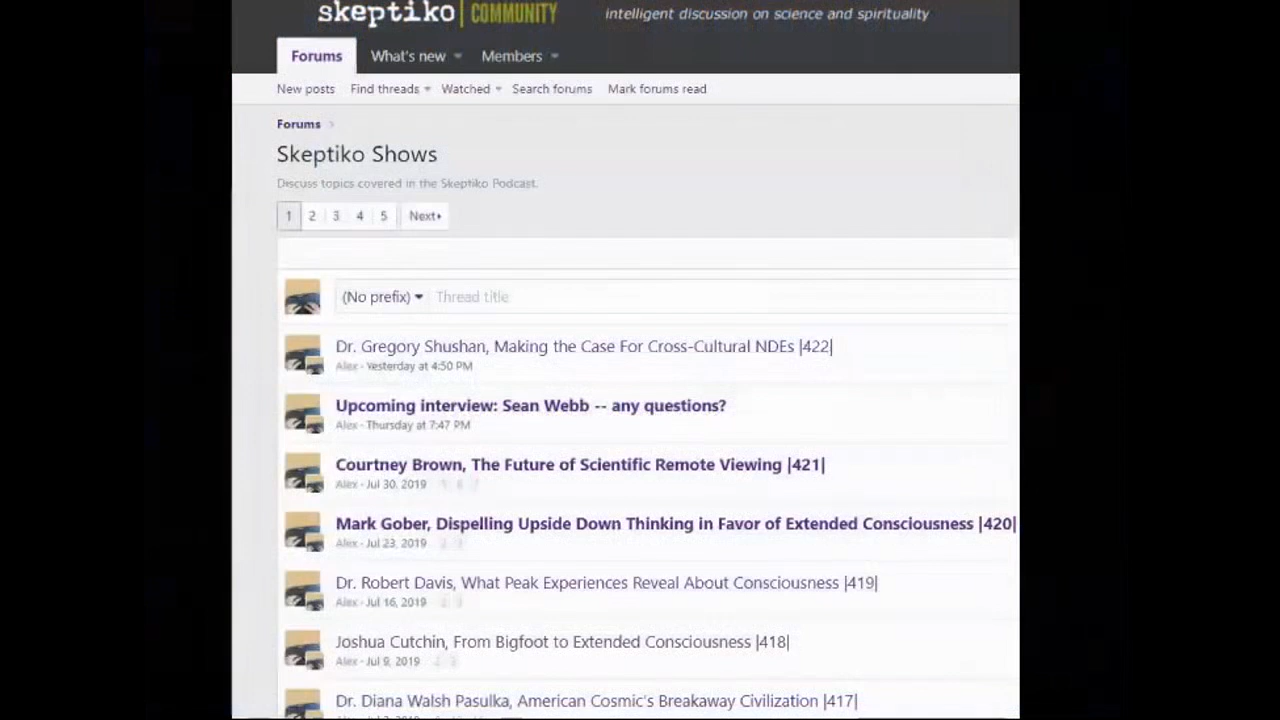 skeptiko COMMUNITY intelligent discussion on science and spirituality
Forums What's new Members
New posts Find threads Watched Search forums Mark forums read
Forums
Skeptiko Shows
Discuss topics covered in the Skeptiko Podcast.
1 2 3 4 5 Next
(No prefix) Thread title
Dr. Gregory Shushan, Making the Case For Cross-Cultural NDEs |422|
Alex · Yesterday at 4:50 PM
Upcoming interview: Sean Webb -- any questions?
Alex · Thursday at 7:47 PM
Courtney Brown, The Future of Scientific Remote Viewing |421|
Alex · Jul 30, 2019
Mark Gober, Dispelling Upside Down Thinking in Favor of Extended Consciousness |420|
Alex · Jul 23, 2019
Dr. Robert Davis, What Peak Experiences Reveal About Consciousness |419|
Alex · Jul 16, 2019
Joshua Cutchin, From Bigfoot to Extended Consciousness |418|
Alex · Jul 9, 2019
Dr. Diana Walsh Pasulka, American Cosmic's Breakaway Civilization |417|